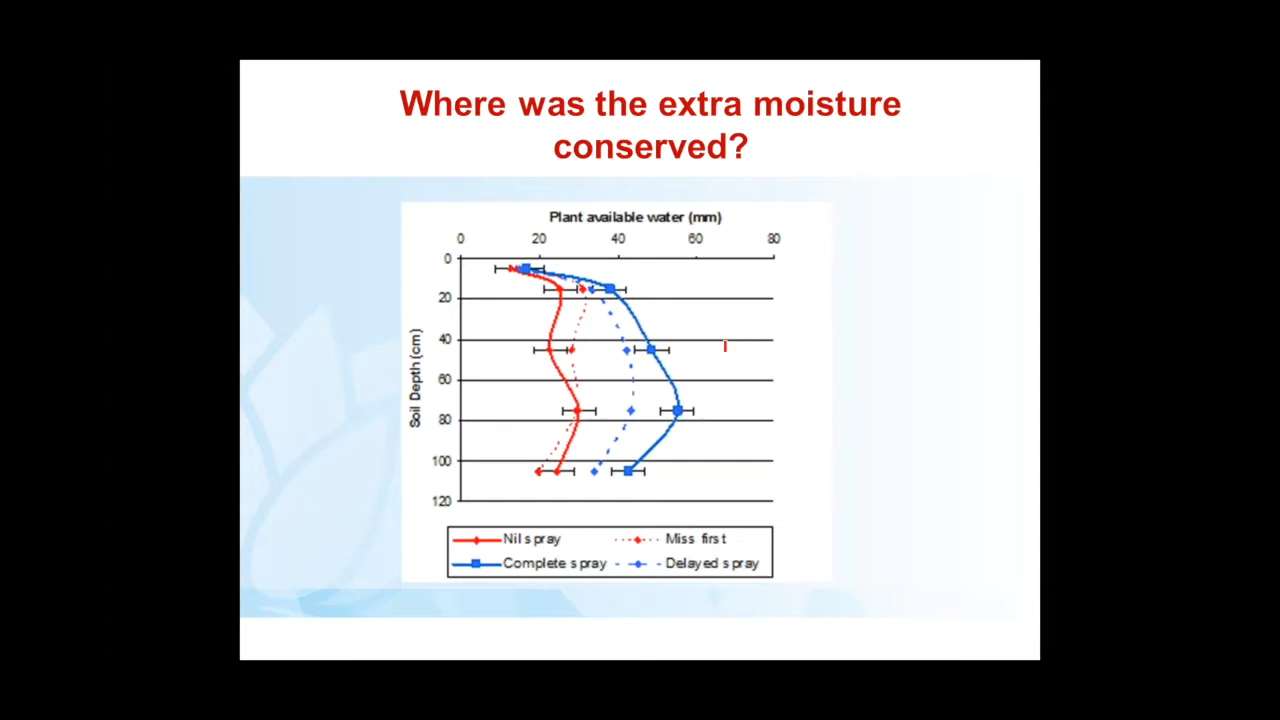 Where was the extra moisture
conserved?
Plant available water (mm)
0 20 40 60 80
0
20
40
60
80
100
120
Soil Depth (cm)
Nil spray
Miss first
Complete spray
Delayed spray